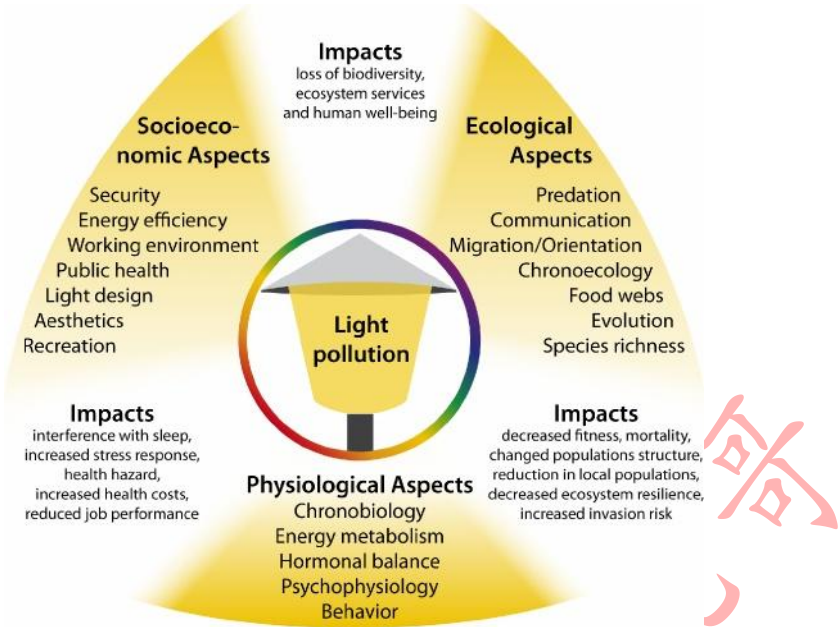 Impacts
loss of biodiversity,
ecosystem services
and human well-being
Socioeco-
nomic Aspects
Security
Energy efficiency
Working environment
Public health
Light design
Aesthetics
Recreation
Ecological
Aspects
Predation
Communication
Migration/Orientation
Chronoecology
Food webs
Evolution
Species richness
Light
pollution
Impacts
interference with sleep,
increased stress response,
health hazard,
increased health costs,
reduced job performance
Impacts
decreased fitness, mortality,
changed populations structure,
reduction in local populations,
decreased ecosystem resilience,
increased invasion risk
Physiological Aspects
Chronobiology
Energy metabolism
Hormonal balance
Psychophysiology
Behavior